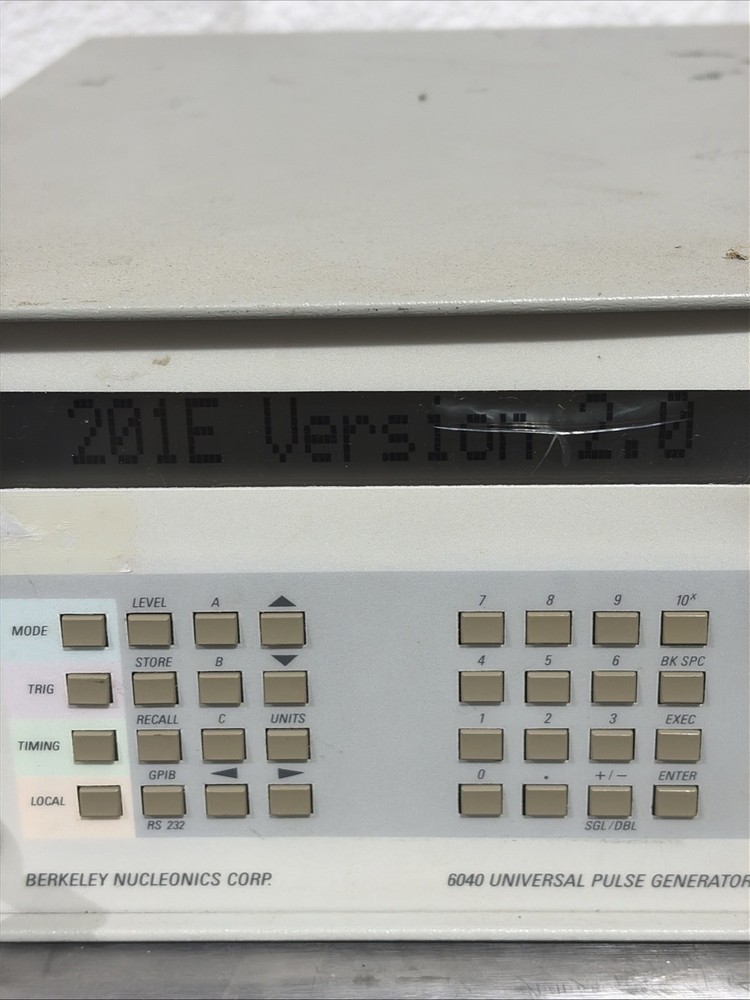 201E Version 2.0
LEVEL A 7 8 9 10ˣ
MODE
STORE B 4 5 6 BK SPC
TRIG
RECALL C UNITS 1 2 3 EXEC
TIMING
GPIB 0 . +/− ENTER
LOCAL
RS 232 SGL/DBL
BERKELEY NUCLEONICS CORP. 6040 UNIVERSAL PULSE GENERATOR